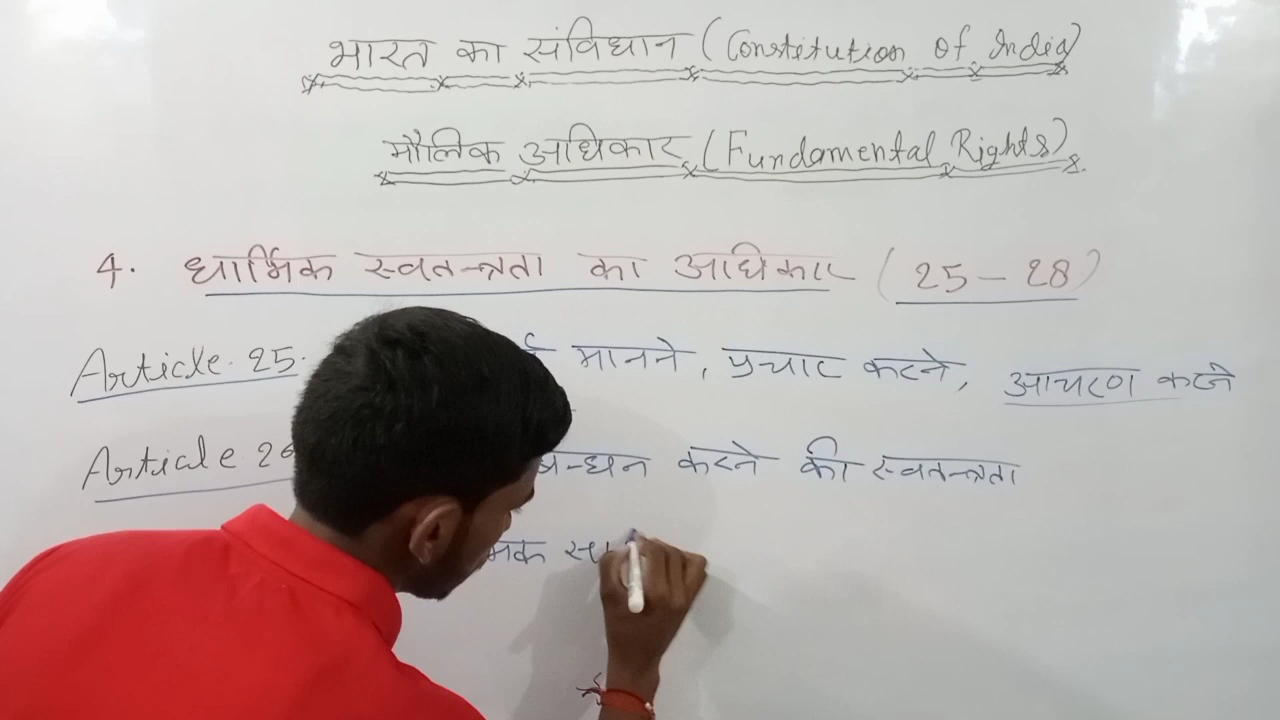 भारत का संविधान (Constitution of India)
मौलिक अधिकार (Fundamental Rights)
4. धार्मिक स्वतन्त्रता का अधिकार (25-28)
Article. 25. मानने, प्रचार करने, आचरण करने
Article 26 प्रबन्धन करने की स्वतन्त्रता